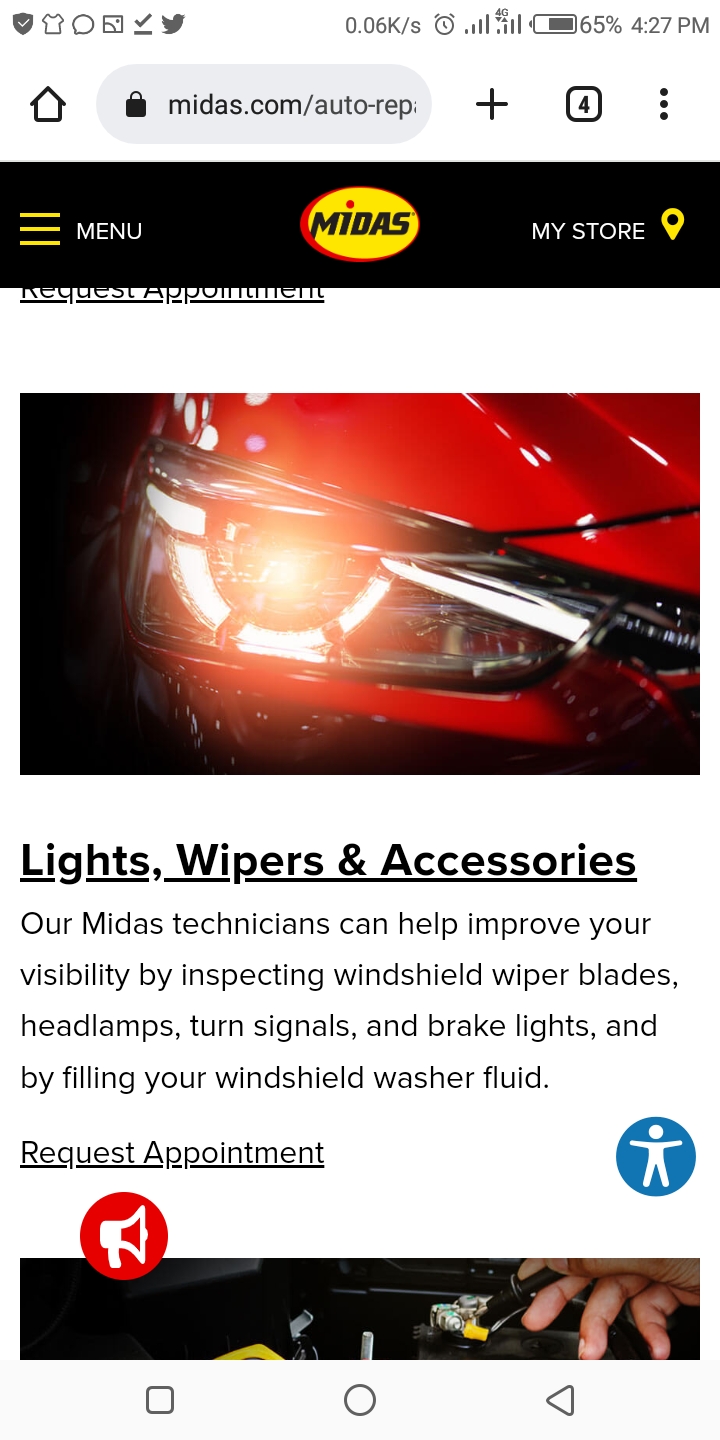 0.06K/s 4G 65% 4:27 PM
midas.com/auto-repa 4
MENU MIDAS MY STORE
Request Appointment
Lights, Wipers & Accessories
Our Midas technicians can help improve your
visibility by inspecting windshield wiper blades,
headlamps, turn signals, and brake lights, and
by filling your windshield washer fluid.
Request Appointment